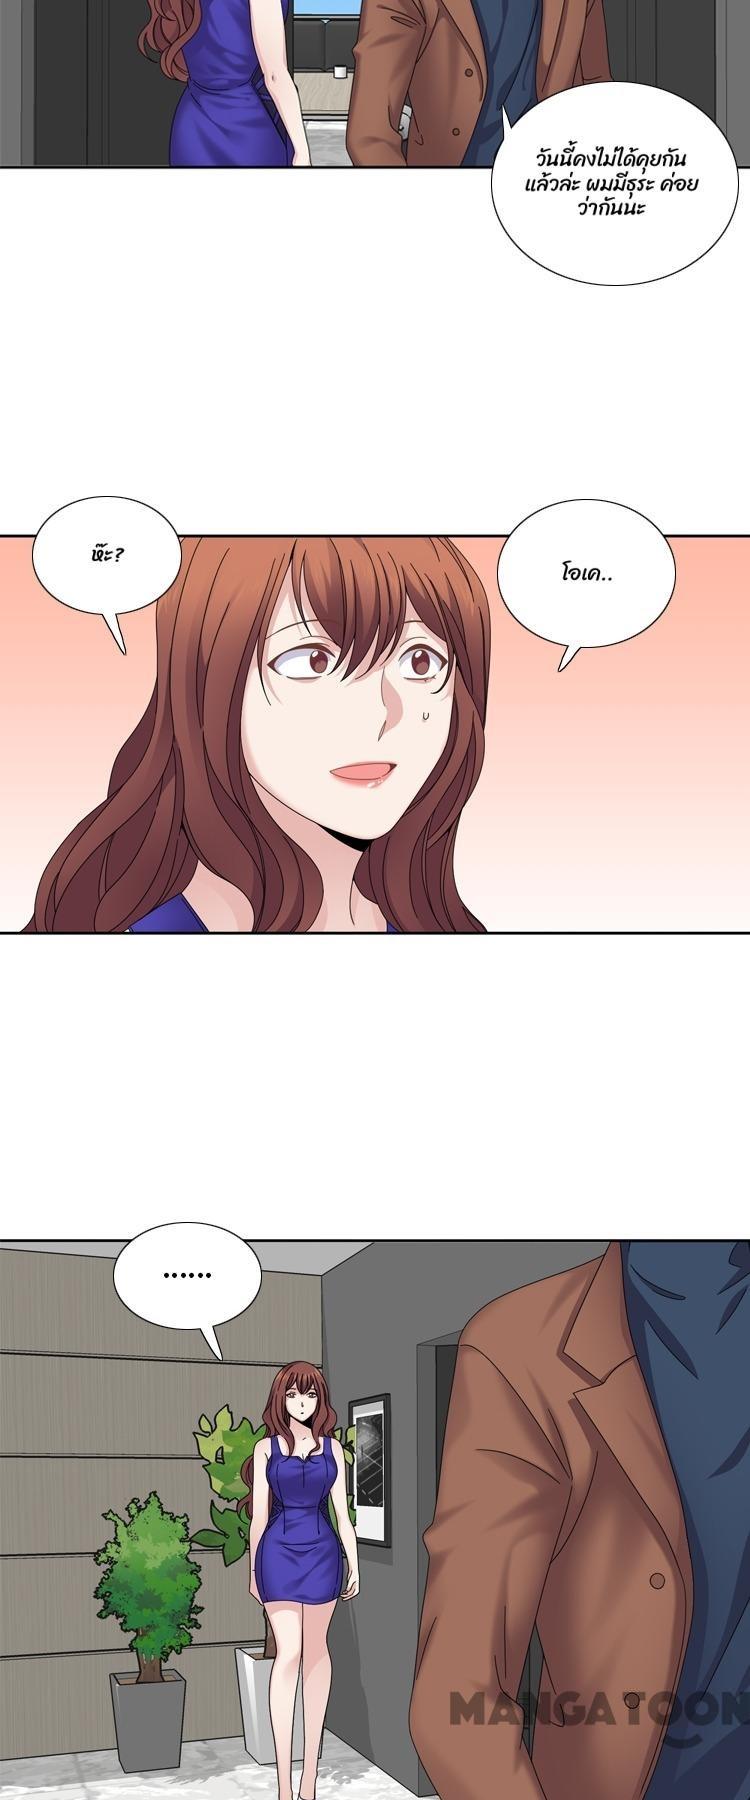 วันนี้คงไม่ได้คุยกัน
แล้วล่ะ ผมมีธุระ ค่อย
ว่ากันนะ
ห๊ะ?
โอเค..
......
MANGATOON